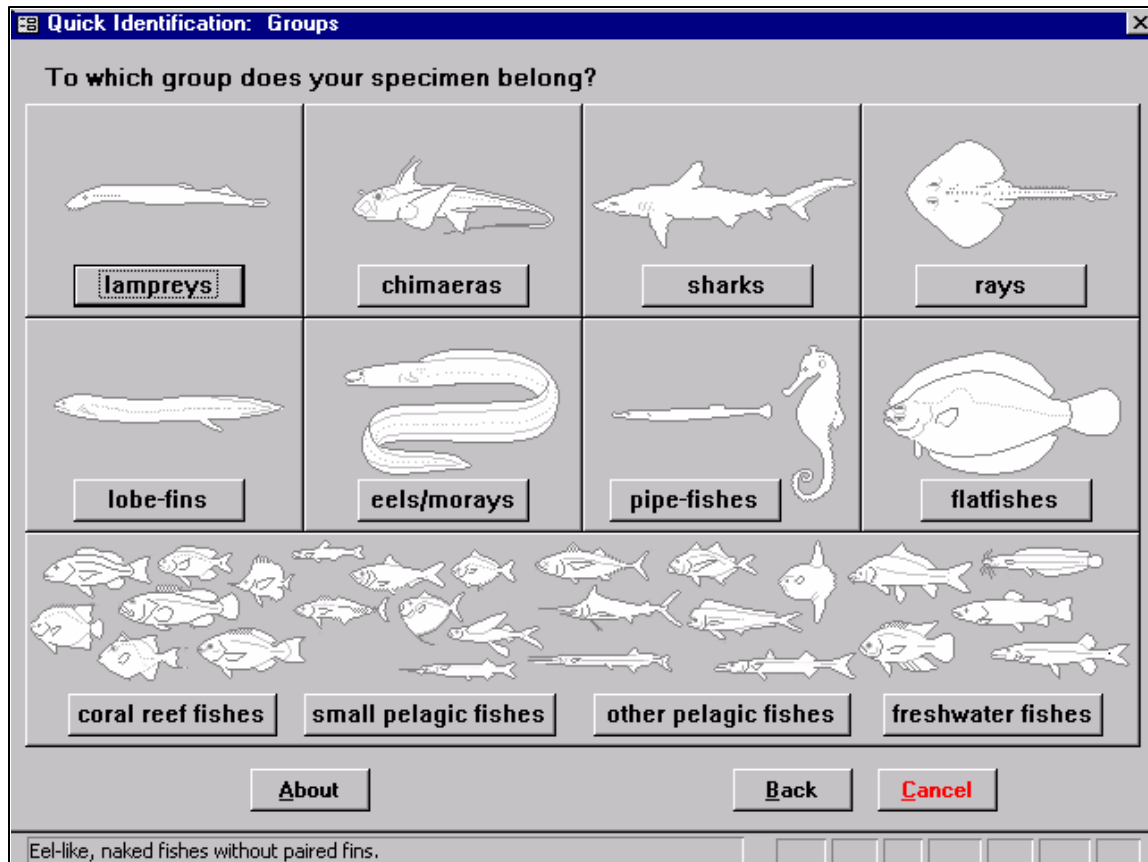 Quick Identification: Groups
To which group does your specimen belong?
lampreys
chimaeras
sharks
rays
lobe-fins
eels/morays
pipe-fishes
flatfishes
coral reef fishes
small pelagic fishes
other pelagic fishes
freshwater fishes
About
Back
Cancel
Eel-like, naked fishes without paired fins.